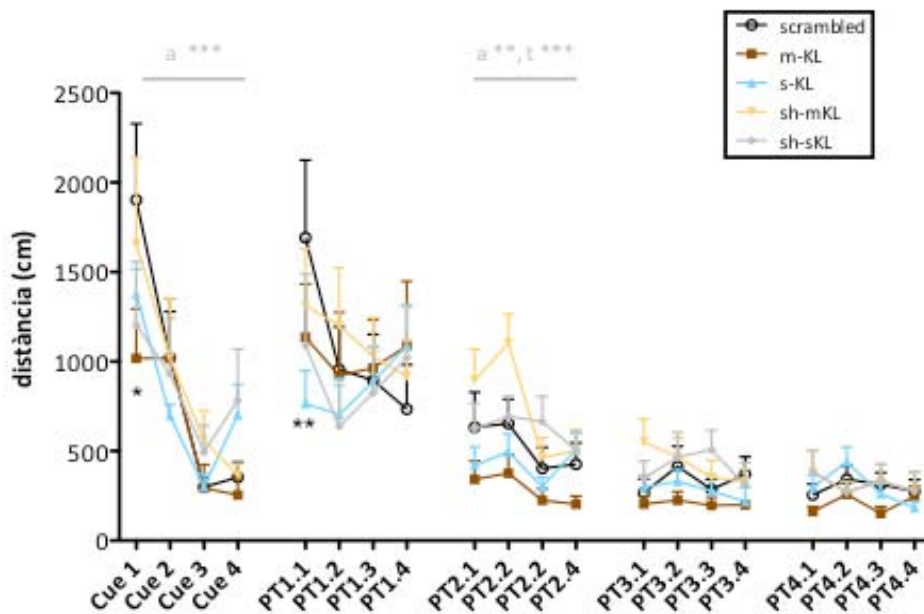 scrambled
m-KL
s-KL
sh-mKL
sh-sKL
a ***
a **, t ***
2500
2000
1500
1000
500
0
distància (cm)
*
**
Cue 1
Cue 2
Cue 3
Cue 4
PT1.1
PT1.2
PT1.3
PT1.4
PT2.1
PT2.2
PT2.2
PT2.4
PT3.1
PT3.2
PT3.3
PT3.4
PT4.1
PT4.2
PT4.3
PT4.4